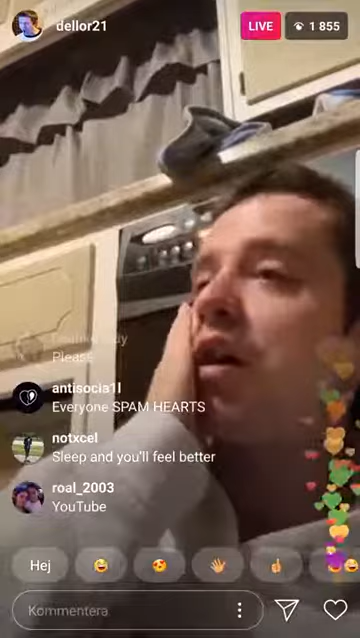 dellor21
LIVE
1 855
Please
antisocia1l
Everyone SPAM HEARTS
notxcel
Sleep and you'll feel better
roal_2003
YouTube
Hej
Kommentera